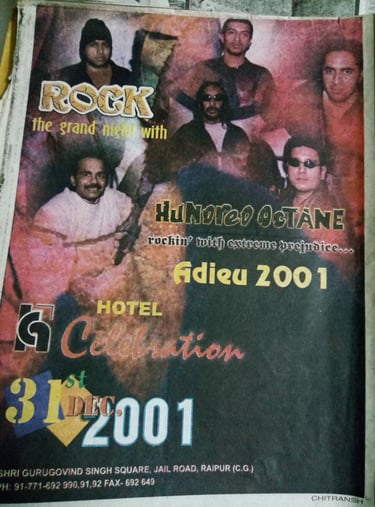 ROCK
the grand night with
HUNDRED OCTANE
rockin' with extreme prejudice...
Adieu 2001
HOTEL
Celebration
31st
DEC.
2001
SHRI GURUGOVIND SINGH SQUARE, JAIL ROAD, RAIPUR (C.G.)
PH: 91-771-692 990,91,92 FAX- 692 649
CHITRANSH